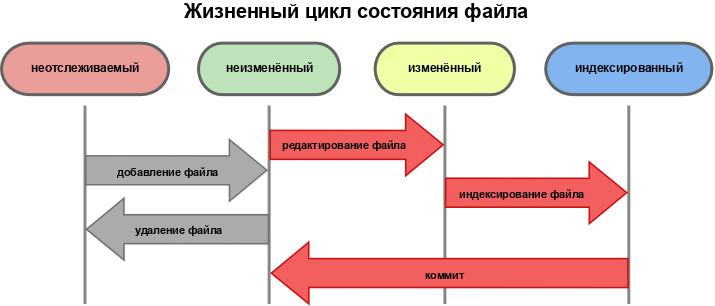 Жизненный цикл состояния файла
неотслеживаемый
неизменённый
изменённый
индексированный
редактирование файла
добавление файла
индексирование файла
удаление файла
коммит